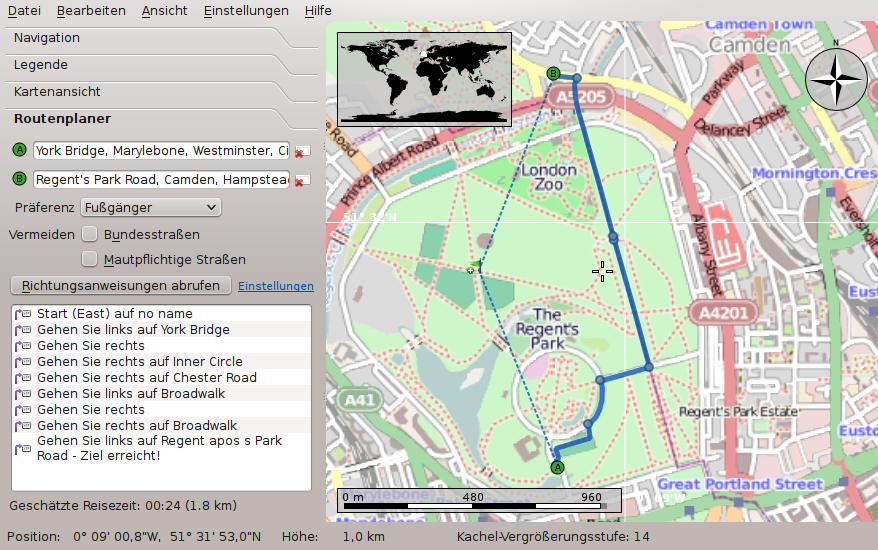 Datei Bearbeiten Ansicht Einstellungen Hilfe
Navigation
Legende
Kartenansicht
Routenplaner
A York Bridge, Marylebone, Westminster, Ci
B Regent's Park Road, Camden, Hampstead
Präferenz Fußgänger
Vermeiden Bundesstraßen
Mautpflichtige Straßen
Richtungsanweisungen abrufen Einstellungen
Start (East) auf no name
Gehen Sie links auf York Bridge
Gehen Sie rechts
Gehen Sie rechts auf Inner Circle
Gehen Sie rechts auf Chester Road
Gehen Sie links auf Broadwalk
Gehen Sie rechts
Gehen Sie rechts auf Broadwalk
Gehen Sie links auf Regent apos s Park
Road - Ziel erreicht!
Geschätzte Reisezeit: 00:24 (1.8 km)
Camden Town
Camden
N
B
A5205
Parkway
Delancey Street
Road
Prince Albert Road
London
Zoo
Mornington Cres
Eversholt
Albany Street
A4201
The
Regent's
Park
A41
Regent's Park Estate
Eust
Eusto
A
Great Portland Street
0 m 480 960
Position: 0° 09' 00,8"W, 51° 31' 53,0"N Höhe: 1,0 km Kachel-Vergrößerungsstufe: 14